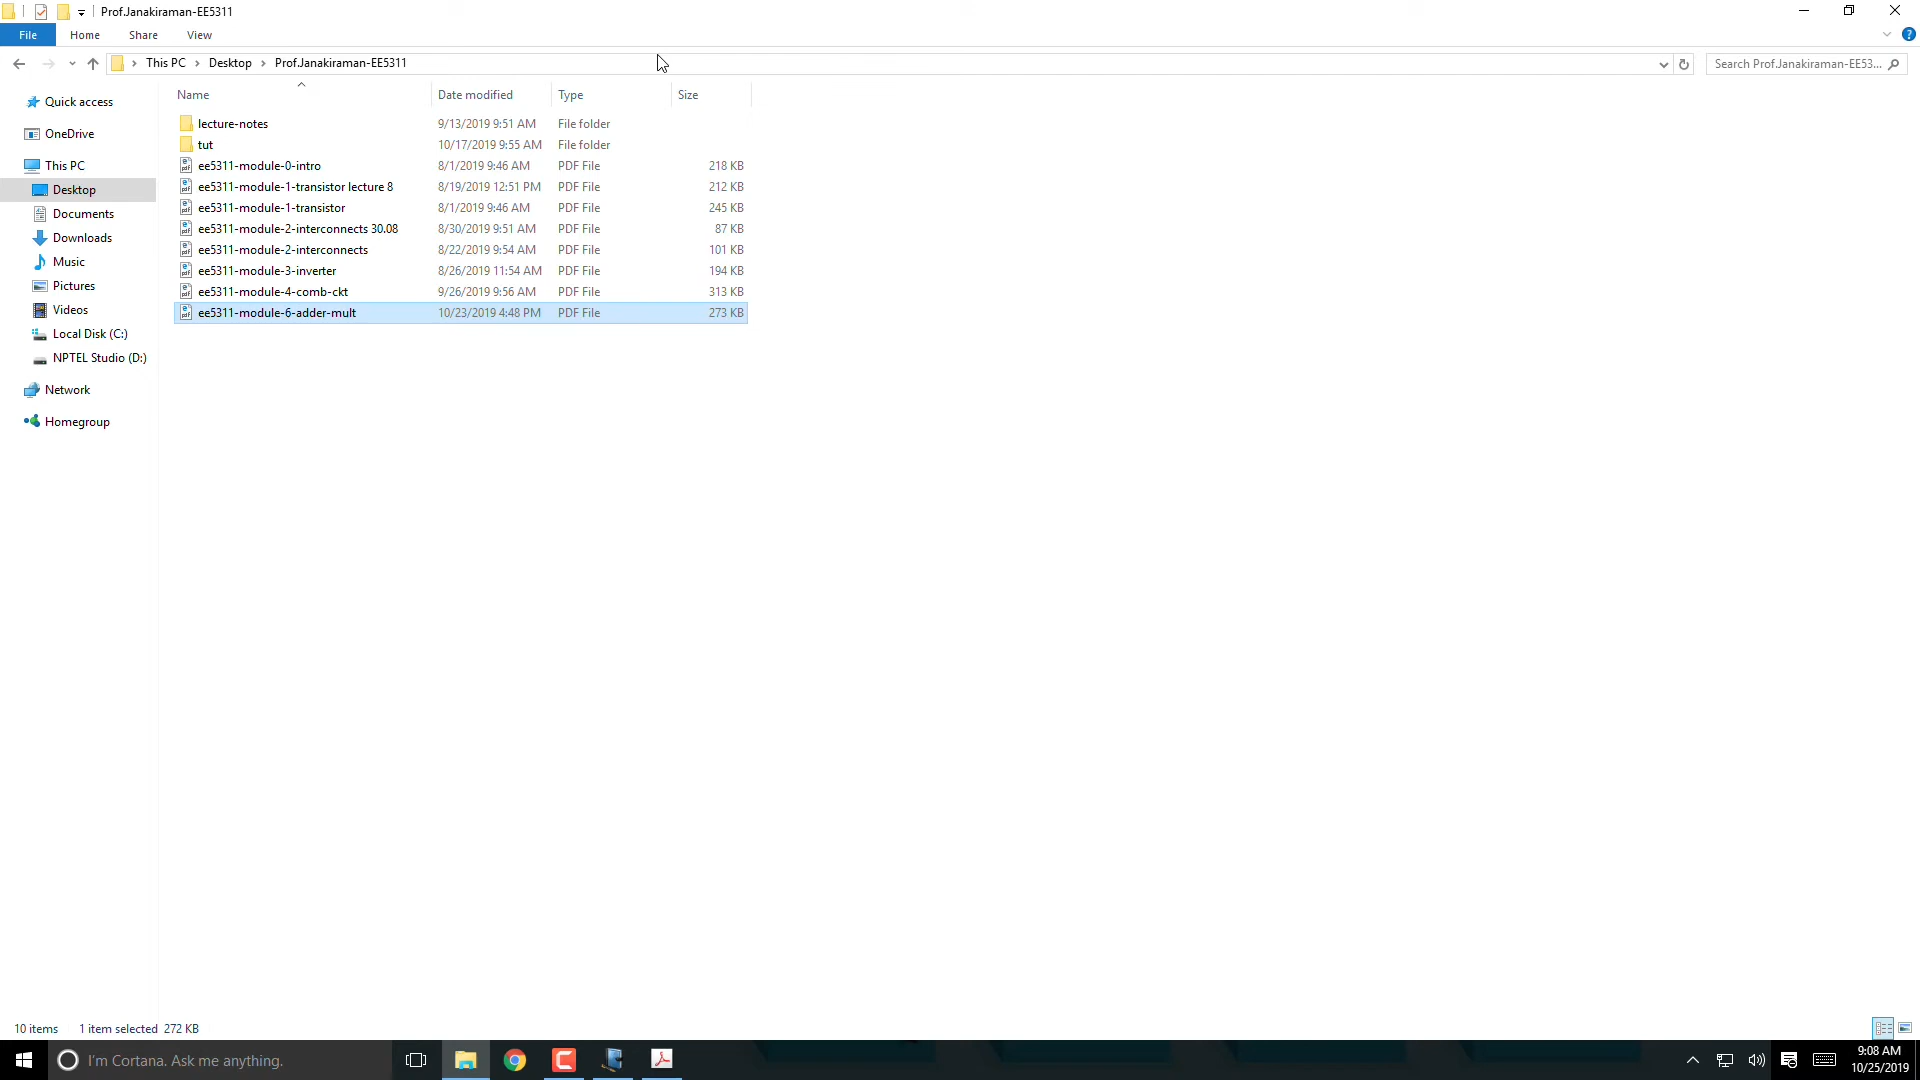 Prof.Janakiraman-EE5311
File Home Share View
This PC Desktop Prof.Janakiraman-EE5311
Search Prof.Janakiraman-EE53...
Name Date modified Type Size
Quick access
OneDrive
This PC
Desktop
Documents
Downloads
Music
Pictures
Videos
Local Disk (C:)
NPTEL Studio (D:)
Network
Homegroup
lecture-notes 9/13/2019 9:51 AM File folder
tut 10/17/2019 9:55 AM File folder
ee5311-module-0-intro 8/1/2019 9:46 AM PDF File 218 KB
ee5311-module-1-transistor lecture 8 8/19/2019 12:51 PM PDF File 212 KB
ee5311-module-1-transistor 8/1/2019 9:46 AM PDF File 245 KB
ee5311-module-2-interconnects 30.08 8/30/2019 9:51 AM PDF File 87 KB
ee5311-module-2-interconnects 8/22/2019 9:54 AM PDF File 101 KB
ee5311-module-3-inverter 8/26/2019 11:54 AM PDF File 194 KB
ee5311-module-4-comb-ckt 9/26/2019 9:56 AM PDF File 313 KB
ee5311-module-6-adder-mult 10/23/2019 4:48 PM PDF File 273 KB
10 items 1 item selected 272 KB
I'm Cortana. Ask me anything.
9:08 AM
10/25/2019